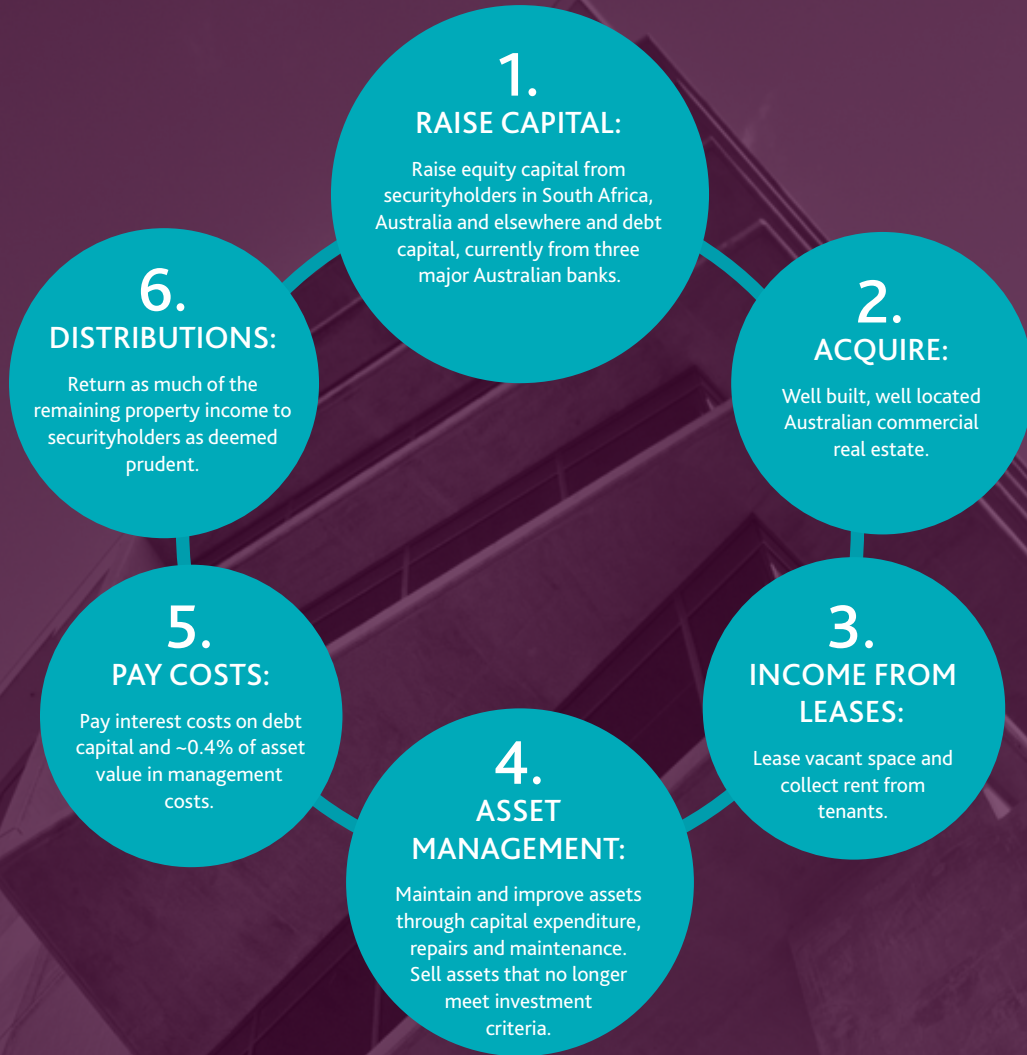 1.
RAISE CAPITAL:
Raise equity capital from
securityholders in South Africa,
Australia and elsewhere and debt
capital, currently from three
major Australian banks.
2.
ACQUIRE:
Well built, well located
Australian commercial
real estate.
3.
INCOME FROM
LEASES:
Lease vacant space and
collect rent from
tenants.
4.
ASSET
MANAGEMENT:
Maintain and improve assets
through capital expenditure,
repairs and maintenance.
Sell assets that no longer
meet investment
criteria.
5.
PAY COSTS:
Pay interest costs on debt
capital and ~0.4% of asset
value in management
costs.
6.
DISTRIBUTIONS:
Return as much of the
remaining property income to
securityholders as deemed
prudent.